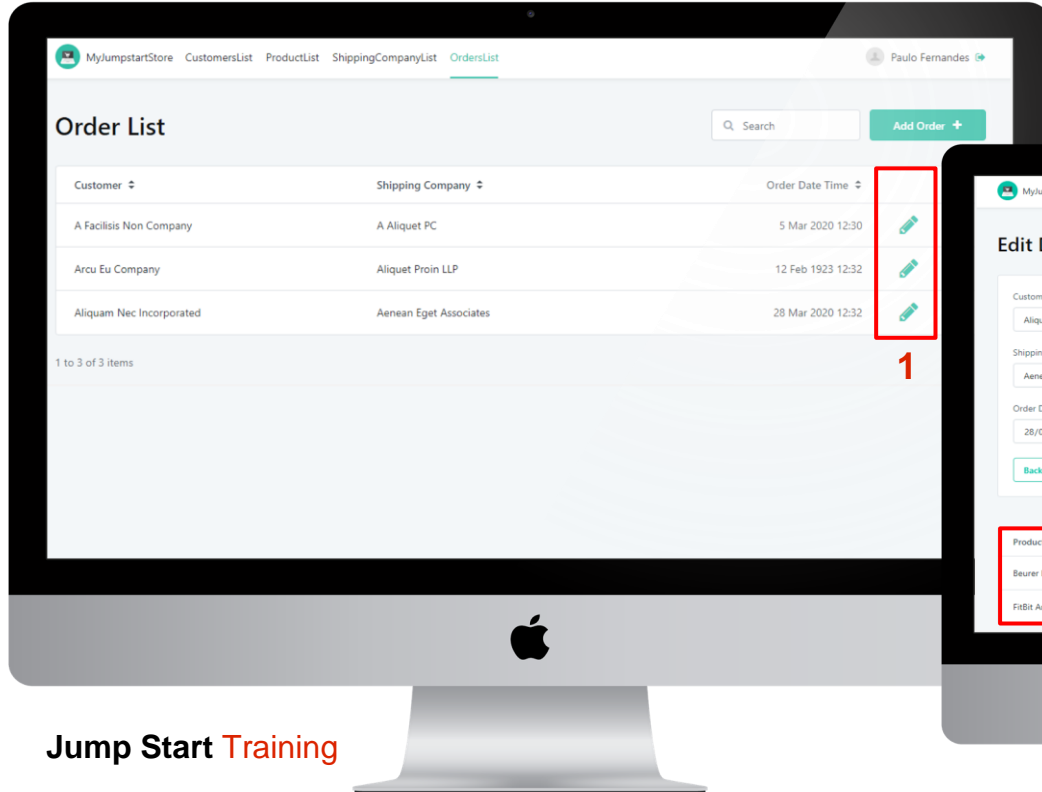 MyJumpstartStore CustomersList ProductList ShippingCompanyList OrdersList Paulo Fernandes
Order List
Search
Add Order +
Customer Shipping Company Order Date Time
A Facilisis Non Company A Aliquet PC 5 Mar 2020 12:30
Arcu Eu Company Aliquet Proin LLP 12 Feb 1923 12:32
Aliquam Nec Incorporated Aenean Eget Associates 28 Mar 2020 12:32
1 to 3 of 3 items
1
Edit
Back
Beurer
FitBit
Jump Start Training